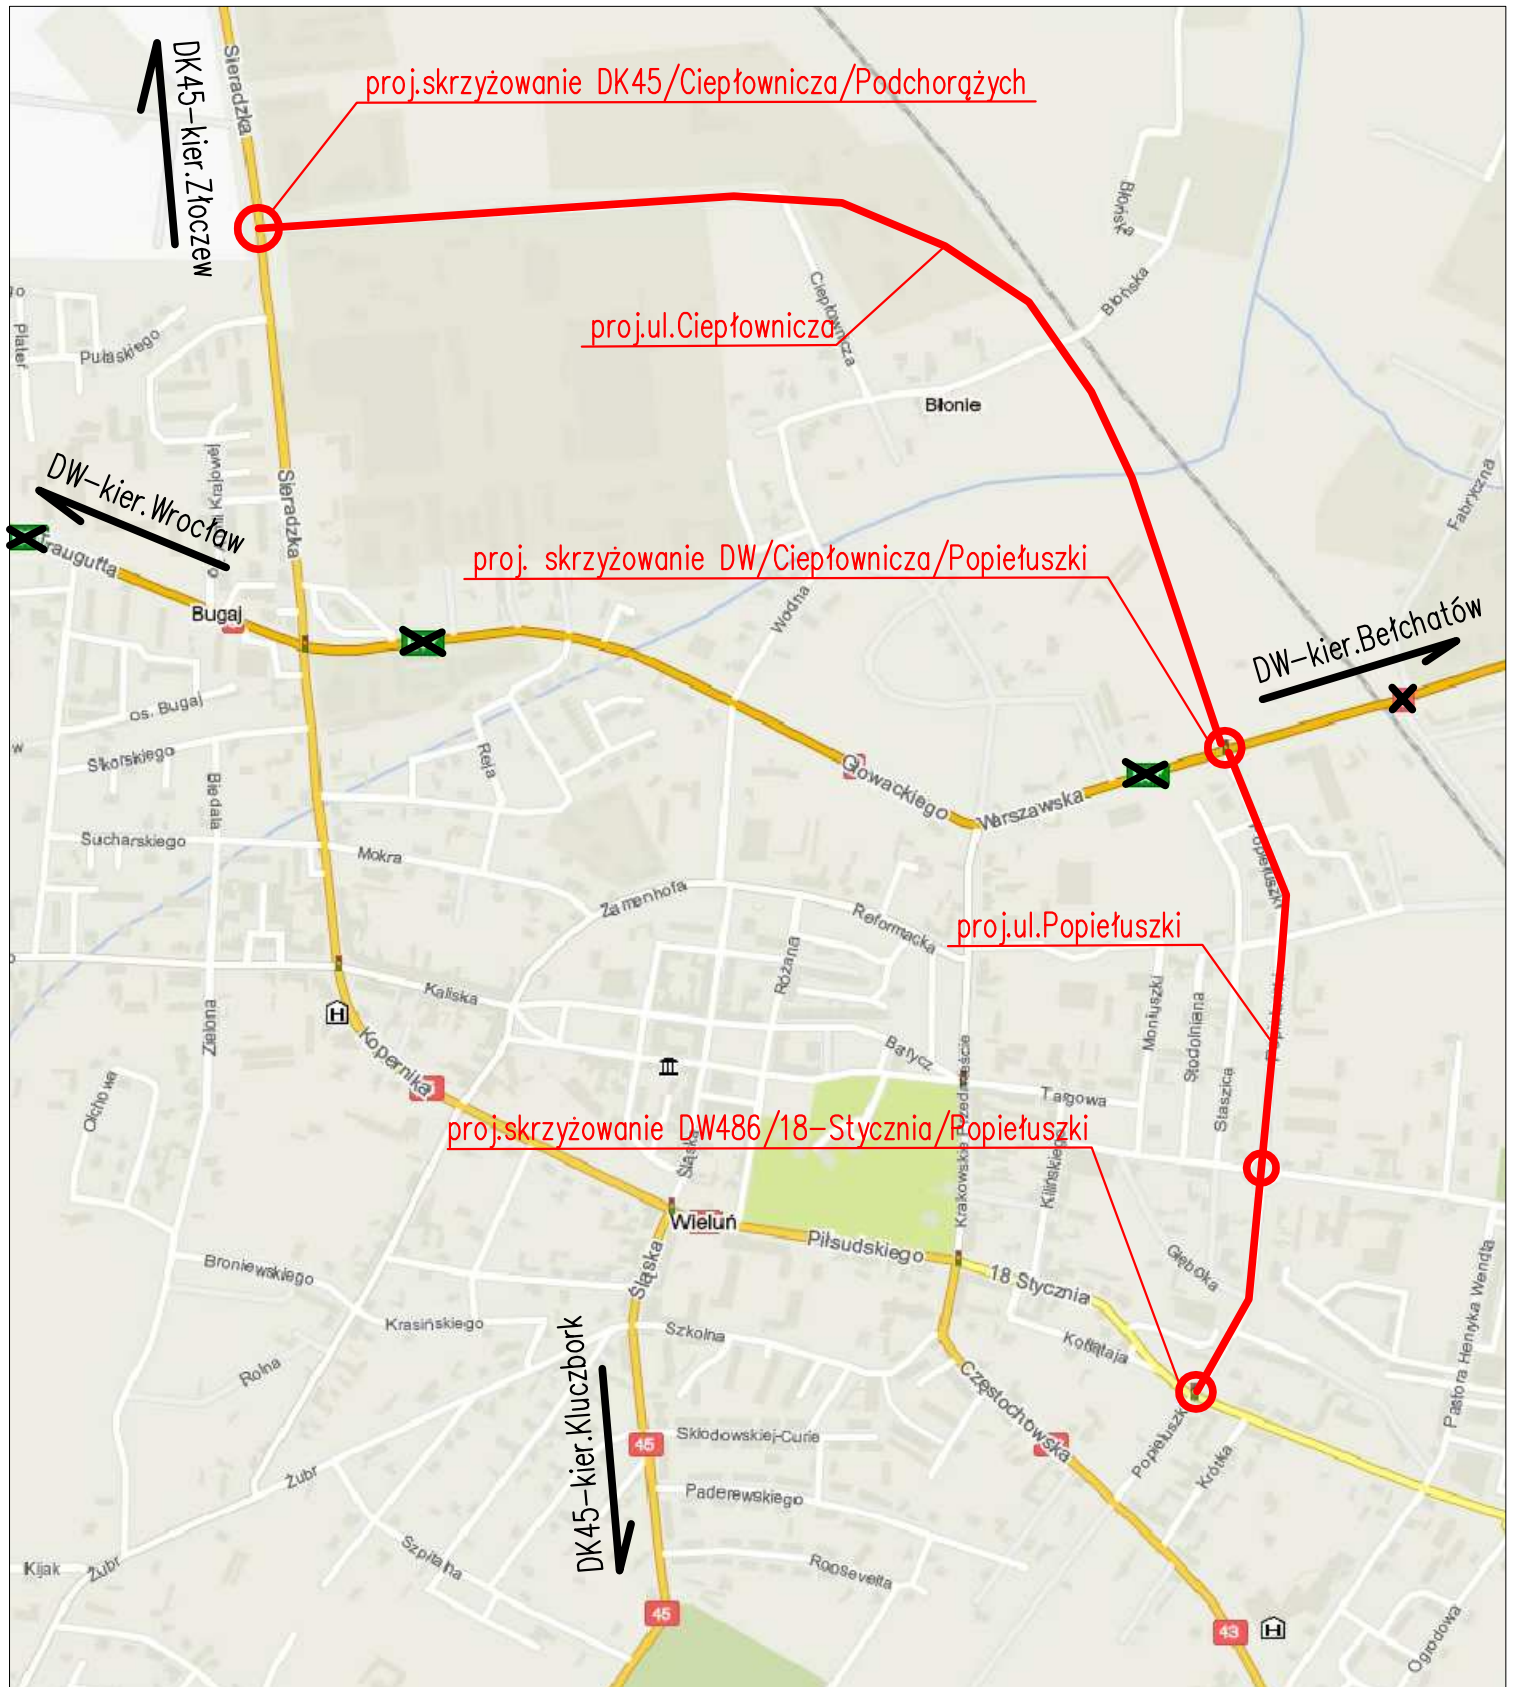 DK45-kier.Złoczew
Sieradzka
proj.skrzyżowanie DK45/Ciepłownicza/Podchorążych
Błońska
Błońska
Ciepłownicza
proj.ul.Ciepłownicza
Plater
Pułaskiego
Błonie
Fabryczna
DW-kier.Wrocław
Sieradzka
Traugutta
proj. skrzyżowanie DW/Ciepłownicza/Popiełuszki
Bugaj
Wodna
DW-kier.Bełchatów
os. Bugaj
Sikorskiego
Reja
Biedala
Głowackiego
Warszawska
Sucharskiego
Mokra
Popiełuszki
Zamenhofa
Reformacka
proj.ul.Popiełuszki
Różana
Kaliska
Moniuszki
Stodolniana
Zielona
Kopernika
Bątycz
Staszica
Olchowa
Targowa
Krakowskie Przedmieście
proj.skrzyżowanie DW486/18-Stycznia/Popiełuszki
Śląska
Kilińskiego
Wieluń
Piłsudskiego
18 Stycznia
Głęboka
Pastora Henryka Wendta
Broniewskiego
Śląska
Krasińskiego
Szkolna
Kołłątaja
Rolna
Częstochowska
DK45-kier.Kluczbork
45
Skłodowskiej-Curie
Popiełuszki
Krótka
Żubr
Paderewskiego
Szpitalna
Roosevelta
Kijak
Żubr
45
43
Ogrodowa